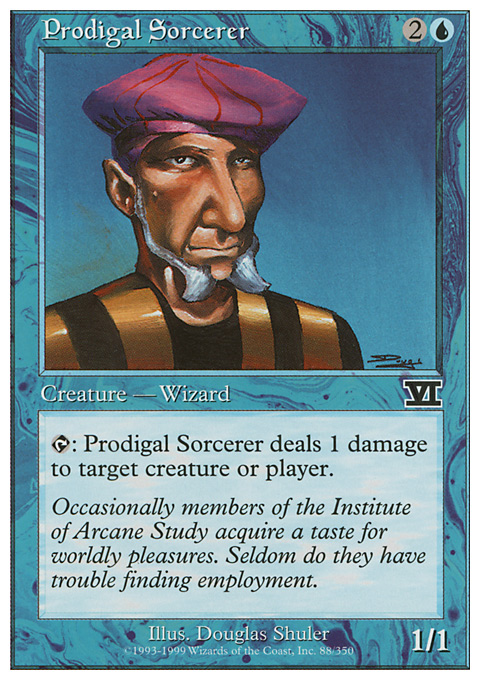 Prodigal Sorcerer 2
VI
Creature — Wizard
: Prodigal Sorcerer deals 1 damage
to target creature or player.
Occasionally members of the Institute
of Arcane Study acquire a taste for
worldly pleasures. Seldom do they have
trouble finding employment.
Illus. Douglas Shuler
©1993-1999 Wizards of the Coast, Inc. 88/350
1/1